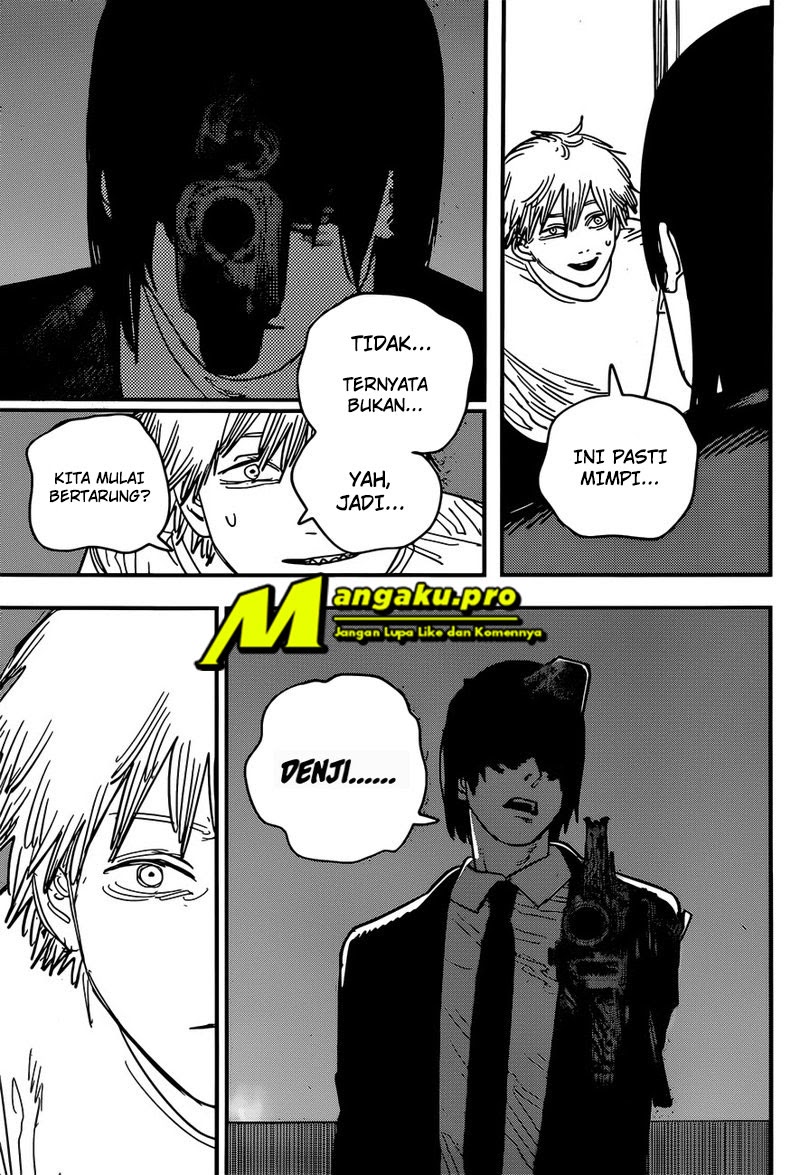 INI PASTI
MIMPI...
TIDAK...
TERNYATA
BUKAN...
YAH,
JADI...
KITA MULAI
BERTARUNG?
Mangaku.pro
Jangan Lupa Like dan Komennya
DENJI......